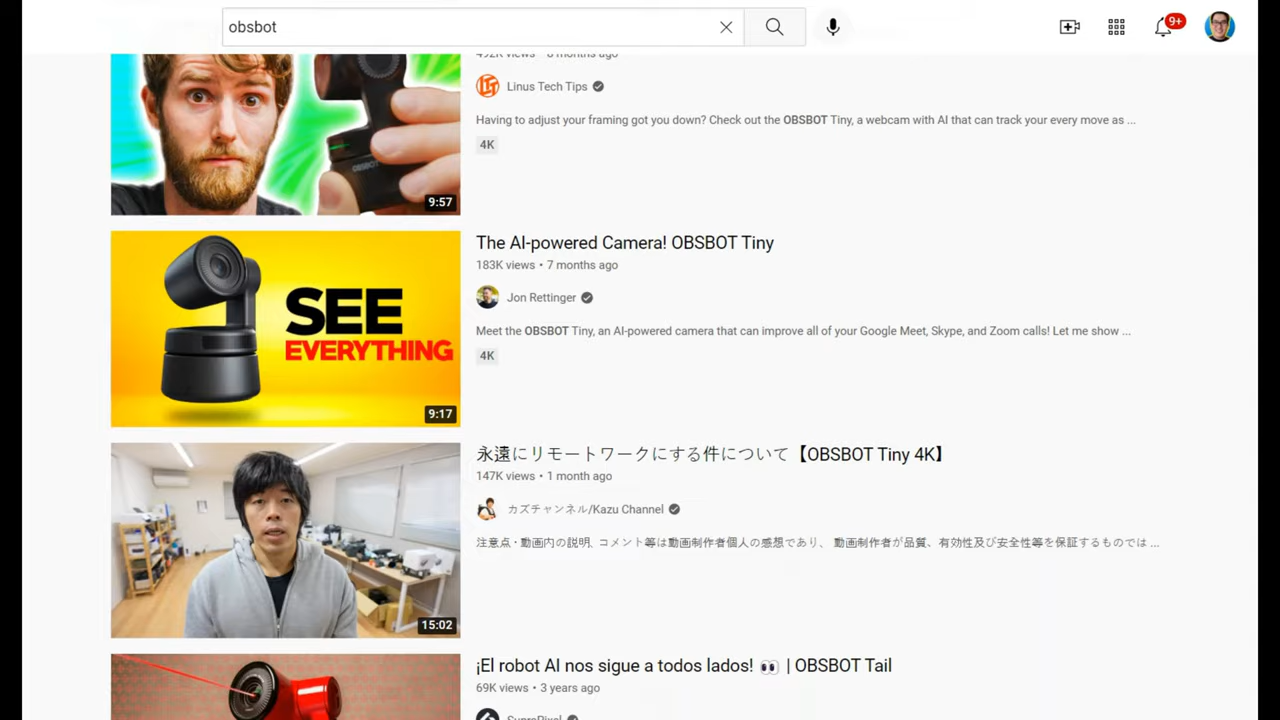 obsbot
9+
492K views • 8 months ago
Linus Tech Tips
Having to adjust your framing got you down? Check out the OBSBOT Tiny, a webcam with AI that can track your every move as ...
4K
OBSBOT
9:57
The AI-powered Camera! OBSBOT Tiny
183K views • 7 months ago
Jon Rettinger
SEE
EVERYTHING
Meet the OBSBOT Tiny, an AI-powered camera that can improve all of your Google Meet, Skype, and Zoom calls! Let me show ...
4K
9:17
永遠にリモートワークにする件について【OBSBOT Tiny 4K】
147K views • 1 month ago
カズチャンネル/Kazu Channel
注意点・動画内の説明、コメント等は動画制作者個人の感想であり、 動画制作者が品質、有効性及び安全性等を保証するものでは ...
15:02
¡El robot AI nos sigue a todos lados! 👀 | OBSBOT Tail
69K views • 3 years ago
SupraPixel